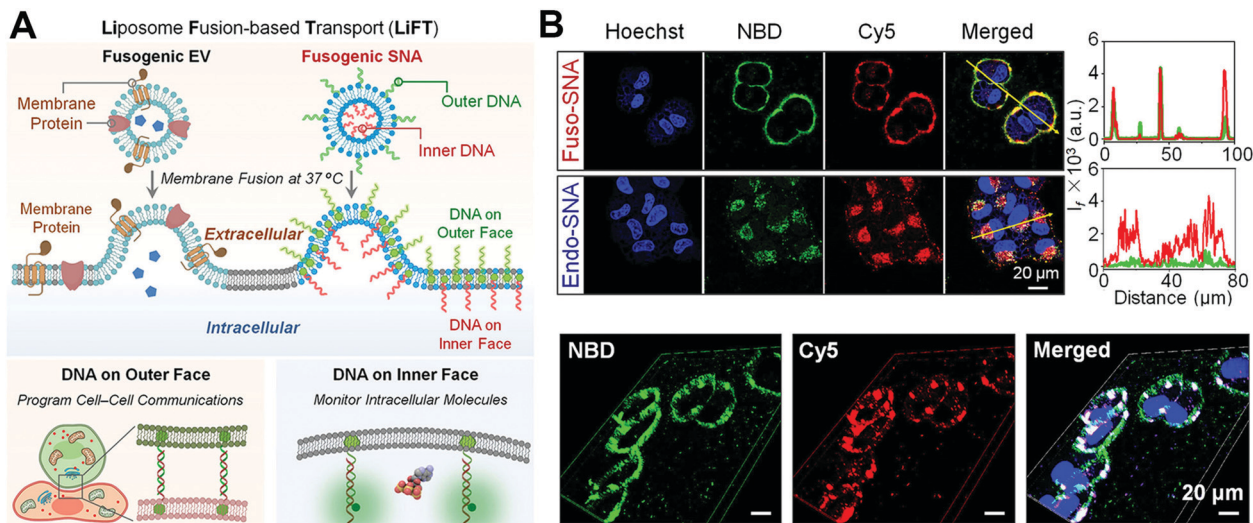 A
Liposome Fusion-based Transport (LiFT)
Fusogenic EV
Fusogenic SNA
Membrane
Protein
Outer DNA
Inner DNA
Membrane Fusion at 37 °C
Membrane
Protein
Extracellular
DNA on
Outer Face
Intracellular
DNA on
Inner Face
DNA on Outer Face
Program Cell–Cell Communications
DNA on Inner Face
Monitor Intracellular Molecules
B
Hoechst
NBD
Cy5
Merged
Fuso-SNA
Endo-SNA
20 µm
6
4
2
0
0
50
100
If × 10³ (a.u.)
6
4
2
0
0
40
80
Distance (µm)
NBD
Cy5
Merged
20 µm